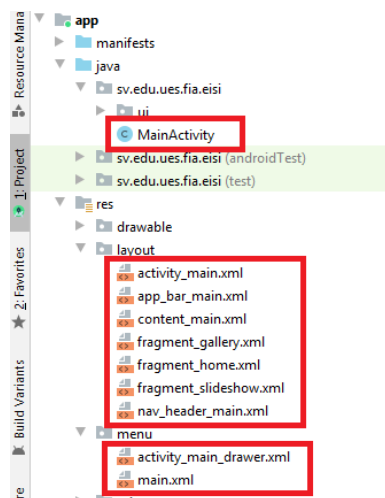 app
manifests
java
sv.edu.ues.fia.eisi
ui
MainActivity
sv.edu.ues.fia.eisi (androidTest)
sv.edu.ues.fia.eisi (test)
res
drawable
layout
activity_main.xml
app_bar_main.xml
content_main.xml
fragment_gallery.xml
fragment_home.xml
fragment_slideshow.xml
nav_header_main.xml
menu
activity_main_drawer.xml
main.xml
Resource Mana
1: Project
2: Favorites
Build Variants